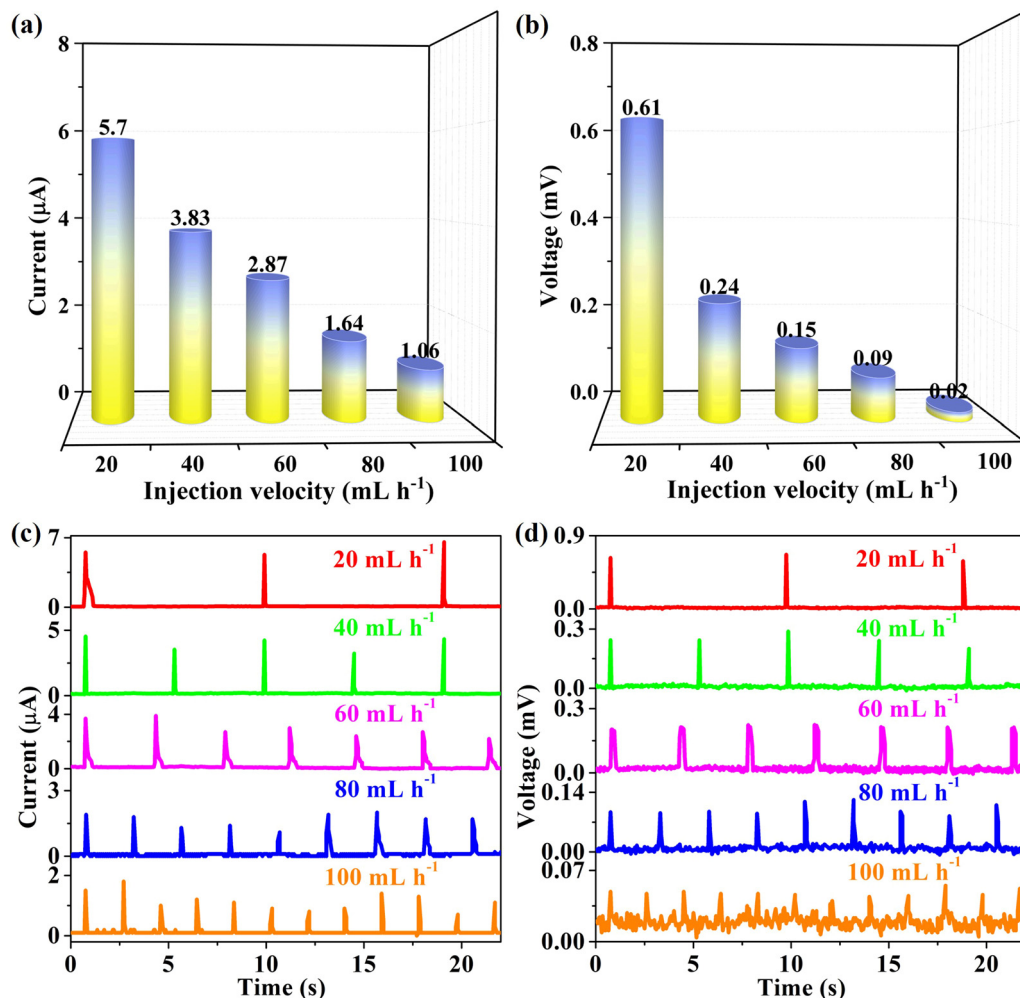 (a)
8
6
4
2
0
Current (μA)
5.7
3.83
2.87
1.64
1.06
20 40 60 80 100
Injection velocity (mL h⁻¹)
(b)
0.8
0.6
0.4
0.2
0.0
Voltage (mV)
0.61
0.24
0.15
0.09
0.02
20 40 60 80 100
Injection velocity (mL h⁻¹)
(c)
Current (μA)
7
20 mL h⁻¹
0
5
40 mL h⁻¹
0
4
60 mL h⁻¹
0
3
80 mL h⁻¹
0
2
100 mL h⁻¹
0
0 5 10 15 20
Time (s)
(d)
Voltage (mV)
0.9
20 mL h⁻¹
0.0
0.3
40 mL h⁻¹
0.0
0.3
60 mL h⁻¹
0.0
0.14
80 mL h⁻¹
0.00
0.07
100 mL h⁻¹
0.00
0 5 10 15 20
Time (s)